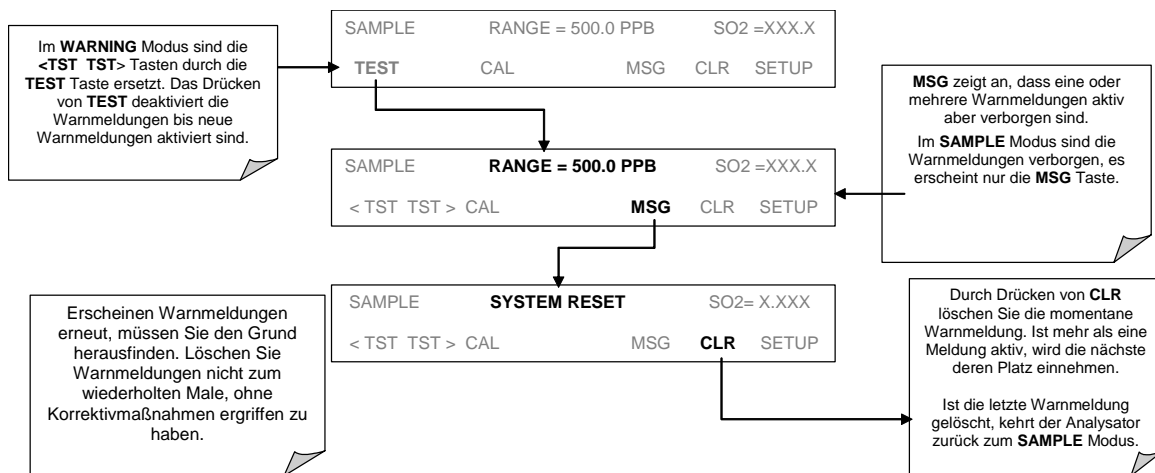 Im WARNING Modus sind die
<TST TST> Tasten durch die
TEST Taste ersetzt. Das Drücken
von TEST deaktiviert die
Warnmeldungen bis neue
Warnmeldungen aktiviert sind.
SAMPLE RANGE = 500.0 PPB SO2 =XXX.X
TEST CAL MSG CLR SETUP
MSG zeigt an, dass eine oder
mehrere Warnmeldungen aktiv
aber verborgen sind.
Im SAMPLE Modus sind die
Warnmeldungen verborgen, es
erscheint nur die MSG Taste.
SAMPLE RANGE = 500.0 PPB SO2 =XXX.X
< TST TST > CAL MSG CLR SETUP
SAMPLE SYSTEM RESET SO2= X.XXX
< TST TST > CAL MSG CLR SETUP
Erscheinen Warnmeldungen
erneut, müssen Sie den Grund
herausfinden. Löschen Sie
Warnmeldungen nicht zum
wiederholten Male, ohne
Korrektivmaßnahmen ergriffen zu
haben.
Durch Drücken von CLR
löschen Sie die momentane
Warnmeldung. Ist mehr als eine
Meldung aktiv, wird die nächste
deren Platz einnehmen.
Ist die letzte Warnmeldung
gelöscht, kehrt der Analysator
zurück zum SAMPLE Modus.